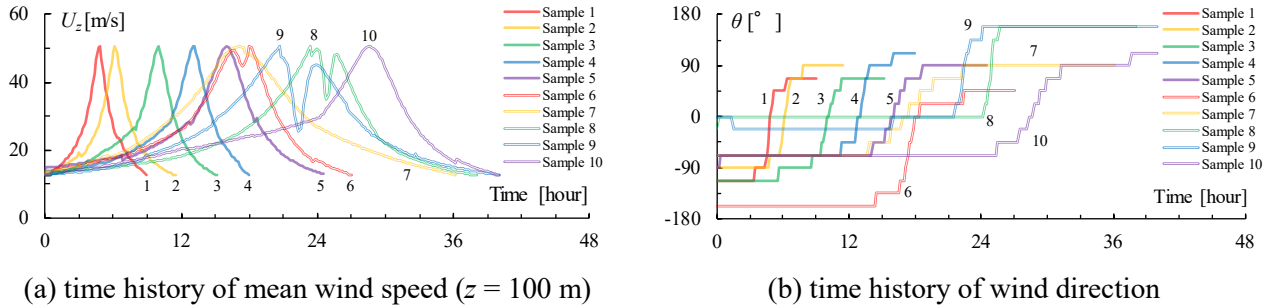 U_z [m/s]
60
40
20
0
0 12 24 36 48
Time [hour]
1 2 3 4 5 6 7 8 9 10
Sample 1
Sample 2
Sample 3
Sample 4
Sample 5
Sample 6
Sample 7
Sample 8
Sample 9
Sample 10
(a) time history of mean wind speed (z = 100 m)
θ [° ]
180
90
0
-90
-180
0 12 24 36 48
Time [hour]
1 2 3 4 5 6 7 8 9 10
Sample 1
Sample 2
Sample 3
Sample 4
Sample 5
Sample 6
Sample 7
Sample 8
Sample 9
Sample 10
(b) time history of wind direction